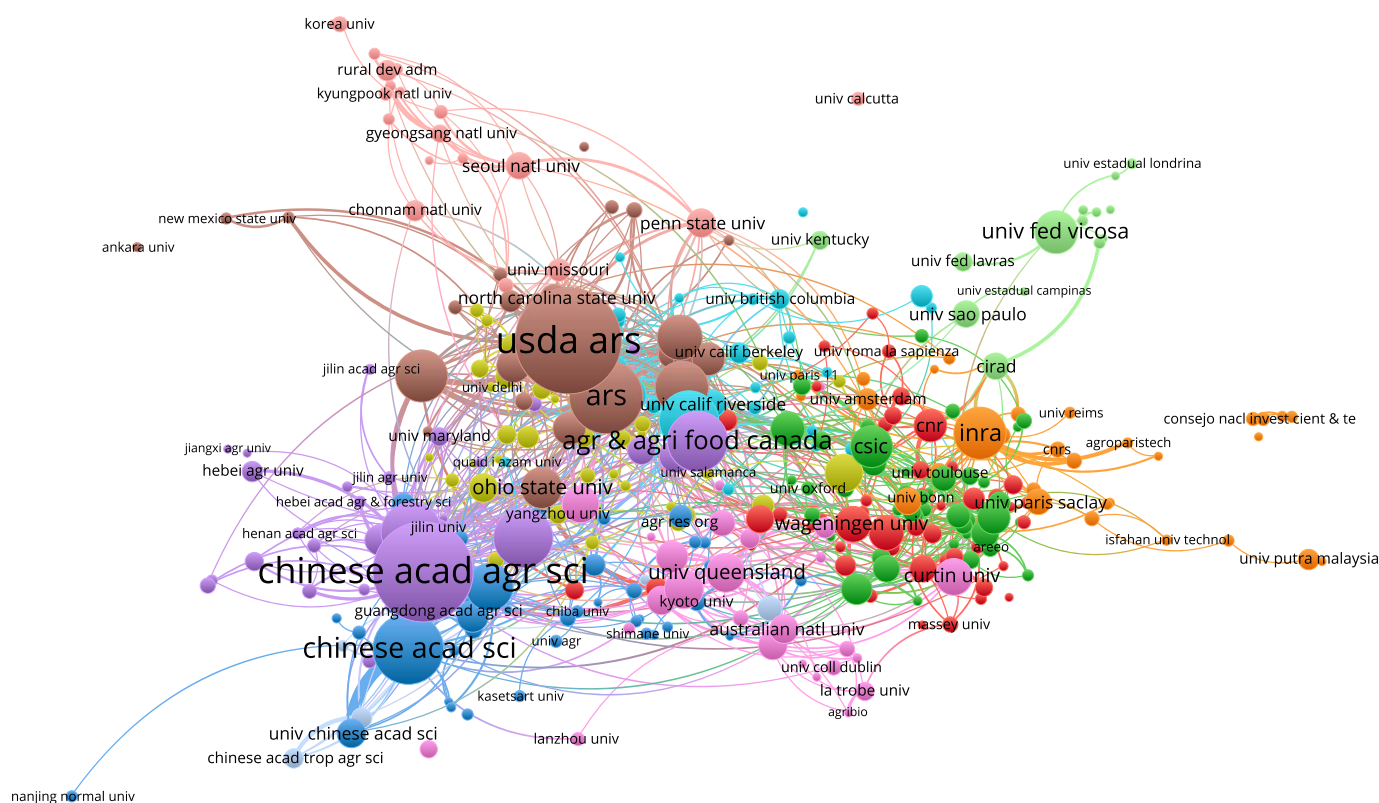 korea univ
rural dev adm
kyungpook natl univ
univ calcutta
gyeongsang natl univ
seoul natl univ
univ estadual londrina
chonnam natl univ
new mexico state univ
penn state univ
univ fed vicosa
ankara univ
univ kentucky
univ fed lavras
univ missouri
univ estadual campinas
north carolina state univ
univ british columbia
univ sao paulo
usda ars
univ calif berkeley
univ roma la sapienza
jilin acad agr sci
cirad
univ paris 11
univ delhi
ars
univ calif riverside
univ amsterdam
univ reims
consejo nacl invest cient & te
cnr
inra
univ maryland
agr & agri food canada
csic
agroparistech
jiangxi agr univ
cnrs
quaid i azam univ
hebei agr univ
univ salamanca
univ toulouse
jilin agr univ
ohio state univ
univ oxford
univ bonn
hebei acad agr & forestry sci
univ paris saclay
yangzhou univ
agr res org
wageningen univ
jilin univ
henan acad agr sci
isfahan univ technol
areeo
univ putra malaysia
chinese acad agr sci
univ queensland
curtin univ
kyoto univ
guangdong acad agr sci
chiba univ
massey univ
australian natl univ
shimane univ
univ agr
chinese acad sci
univ coll dublin
la trobe univ
kasetsart univ
agribio
univ chinese acad sci
lanzhou univ
chinese acad trop agr sci
nanjing normal univ